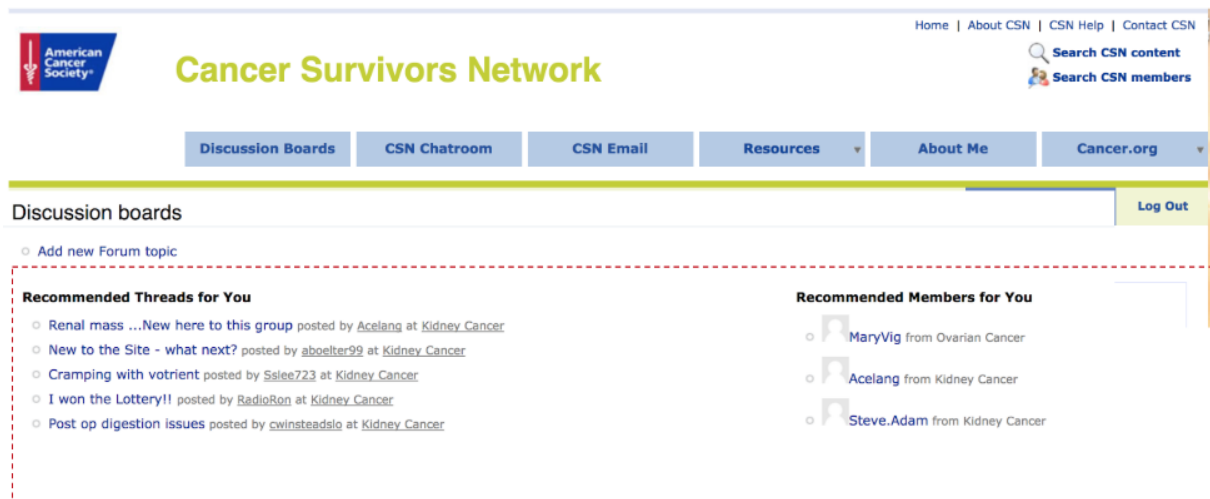 Home | About CSN | CSN Help | Contact CSN
American
Cancer
Society®
Cancer Survivors Network
Search CSN content
Search CSN members
Discussion Boards CSN Chatroom CSN Email Resources About Me Cancer.org
Discussion boards
Log Out
Add new Forum topic
Recommended Threads for You
Renal mass ...New here to this group posted by Acelang at Kidney Cancer
New to the Site - what next? posted by aboelter99 at Kidney Cancer
Cramping with votrient posted by Sslee723 at Kidney Cancer
I won the Lottery!! posted by RadioRon at Kidney Cancer
Post op digestion issues posted by cwinsteadslo at Kidney Cancer
Recommended Members for You
MaryVig from Ovarian Cancer
Acelang from Kidney Cancer
Steve.Adam from Kidney Cancer